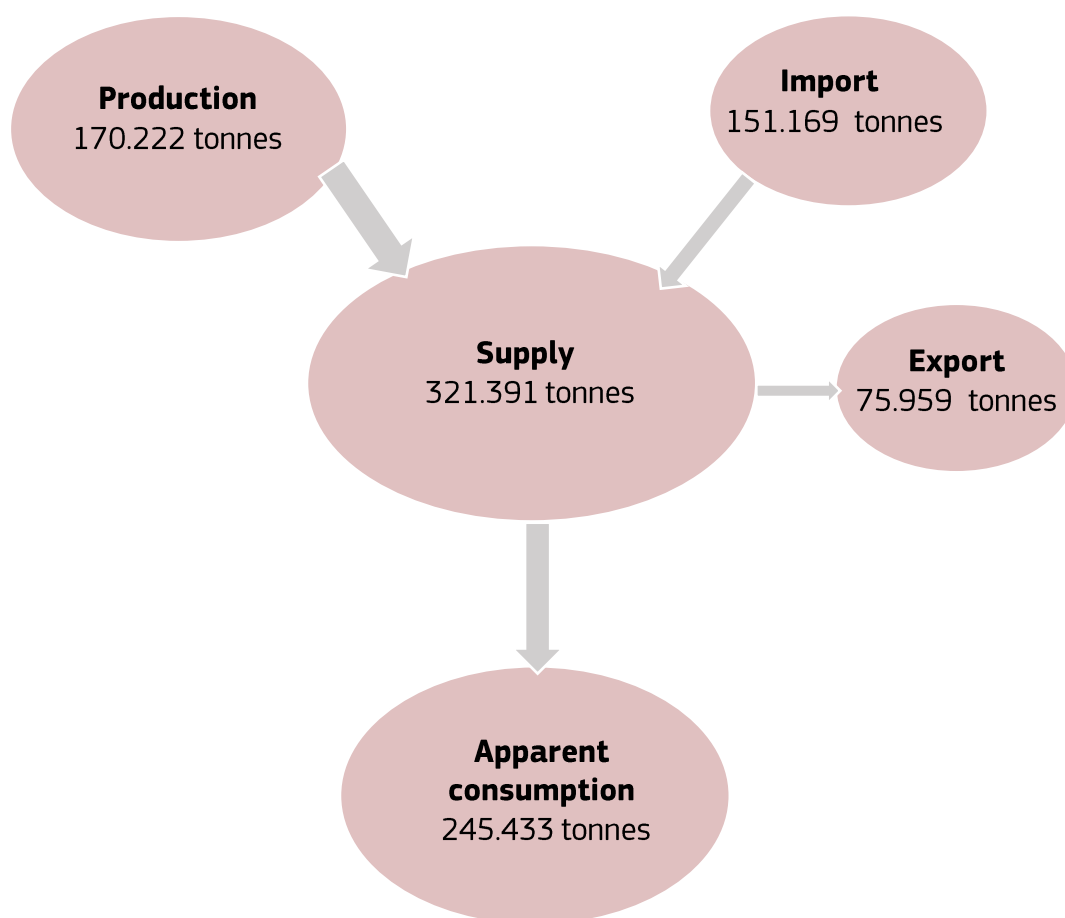 Production
170.222 tonnes
Import
151.169 tonnes
Supply
321.391 tonnes
Export
75.959 tonnes
Apparent
consumption
245.433 tonnes